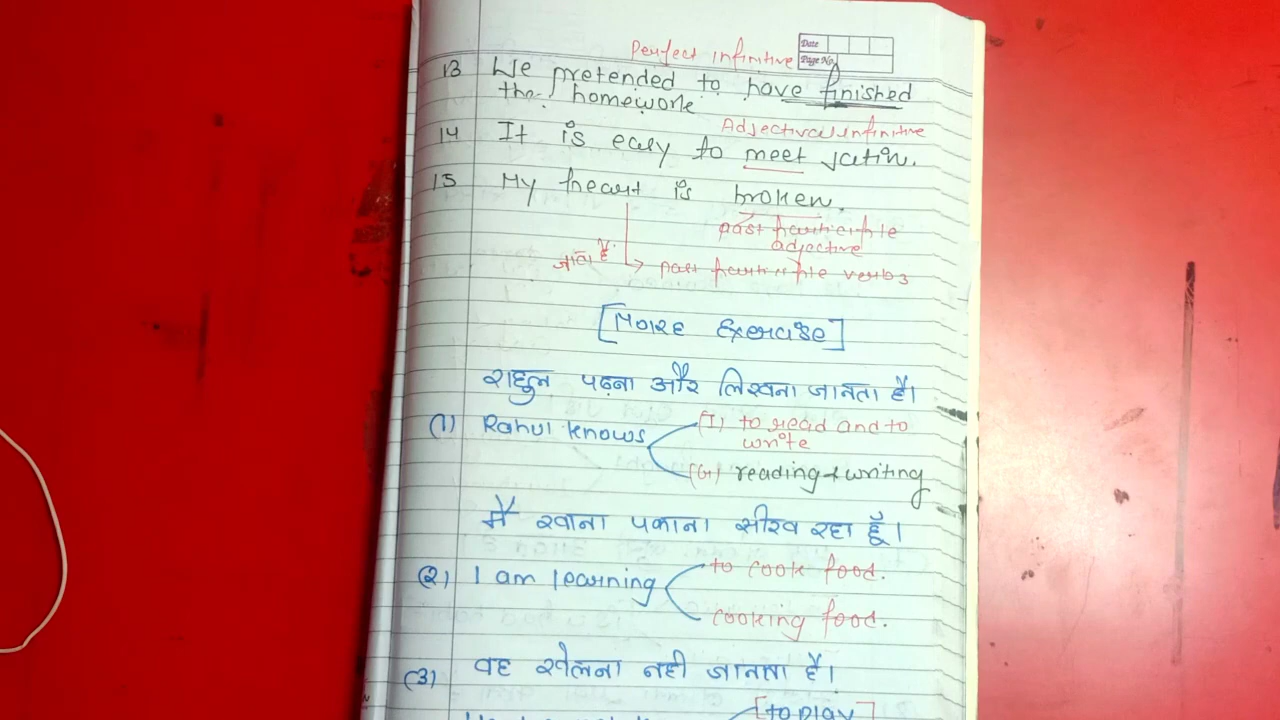 Date
Page No.
Perfect infinitive
13 We pretended to have finished
the homework
Adjectival infinitive
14 It is easy to meet Jatin.
15 My heart is broken.
past participle
adjective
जाता है
past participle verb3
[More Exercise]
राहुल पढ़ना और लिखना जानता है।
(1) Rahul knows
(I) to read and to
write
(G) reading + writing
मैं खाना पकाना सीख रहा हूँ।
(2) I am learning
to cook food.
cooking food.
(3) वह खेलना नही जानता है।
[to play]